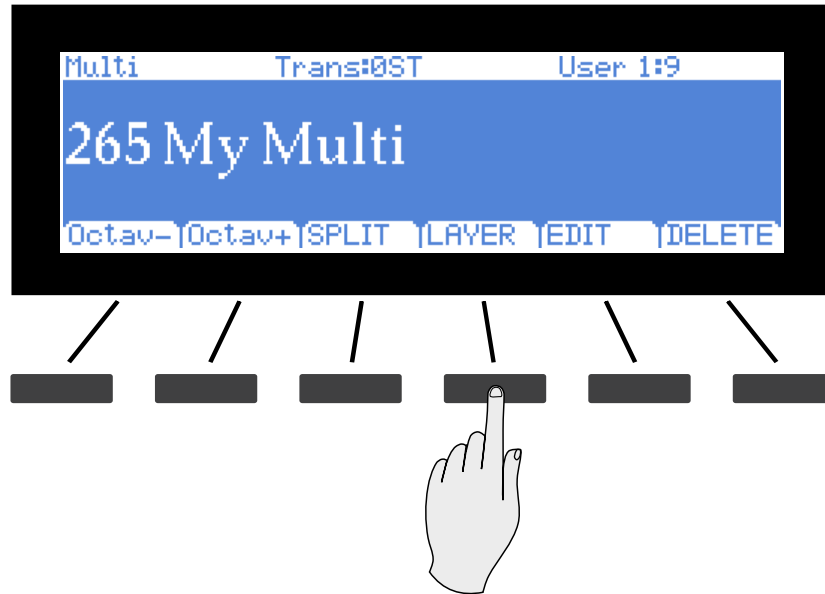 Multi Trans:0ST User 1:9
265 My Multi
Octav- Octav+ SPLIT LAYER EDIT DELETE